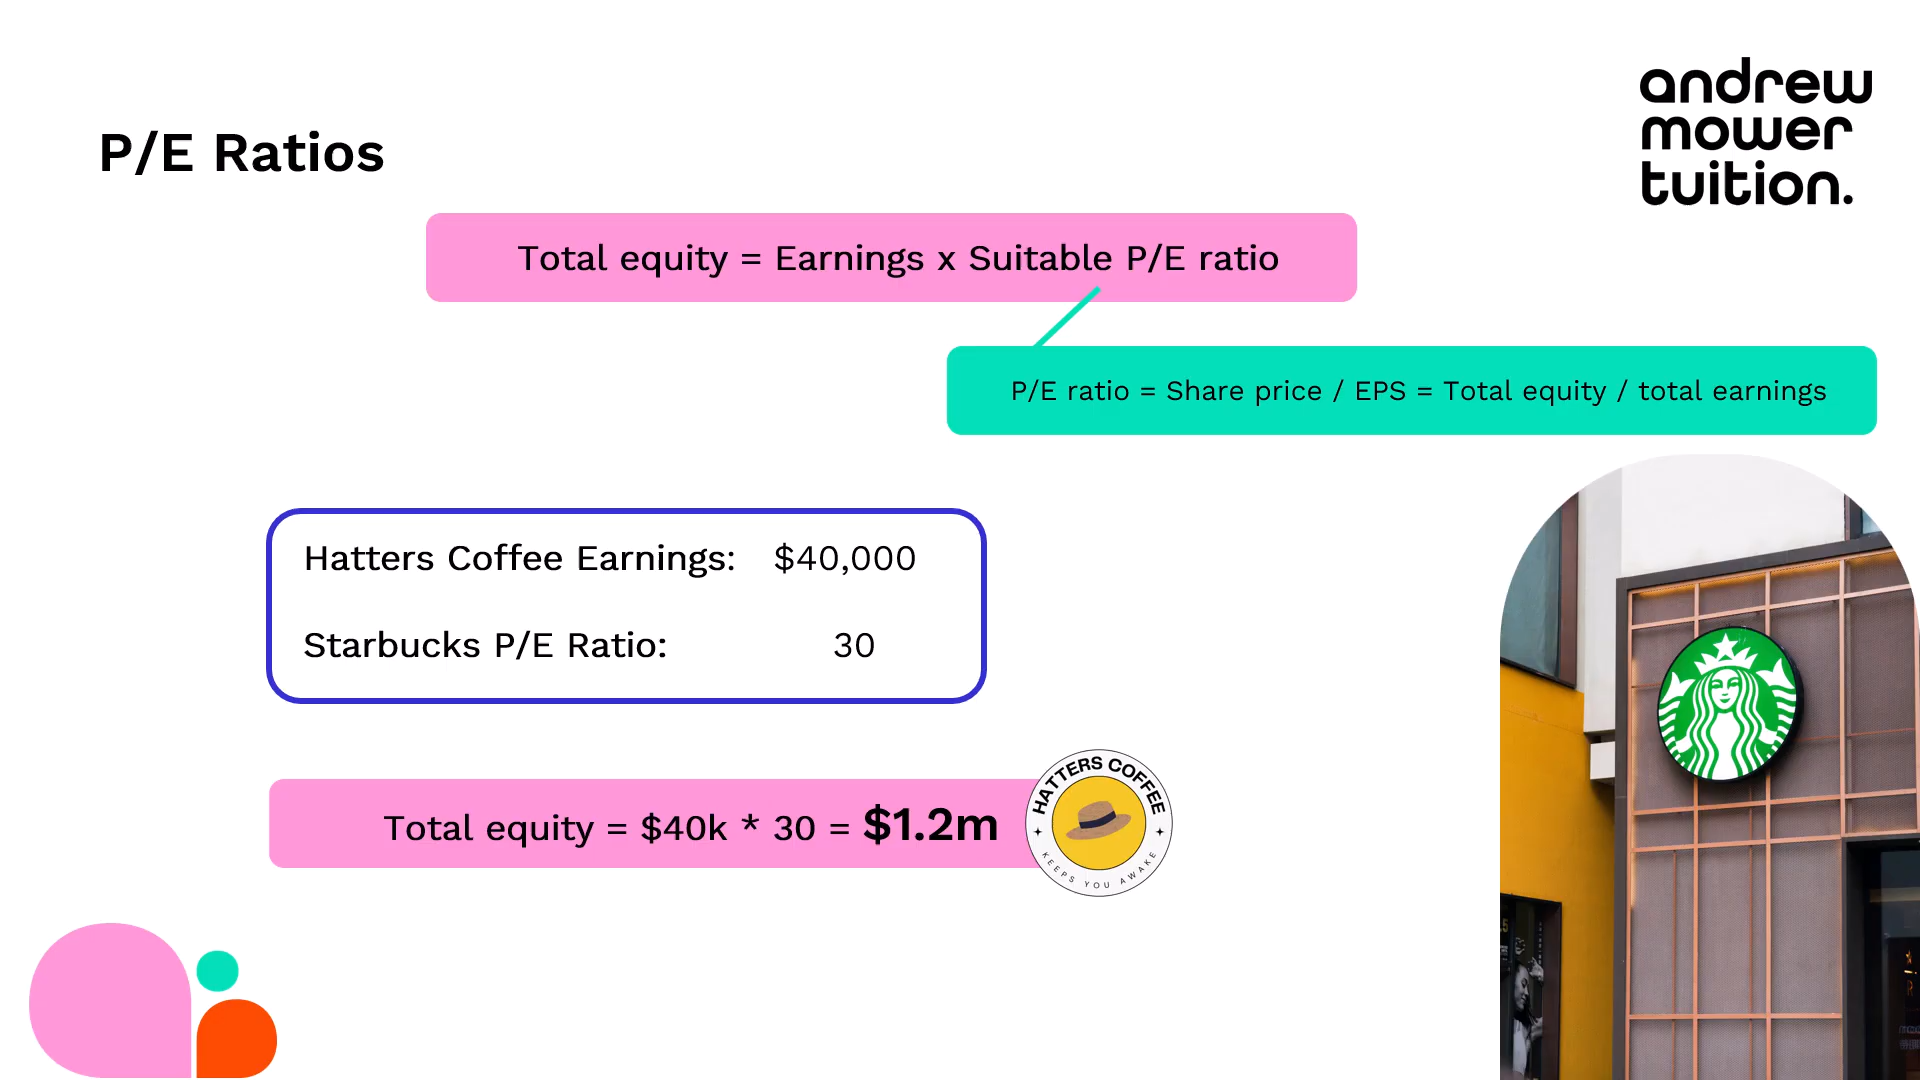 andrew
mower
tuition.
P/E Ratios
Total equity = Earnings x Suitable P/E ratio
P/E ratio = Share price / EPS = Total equity / total earnings
Hatters Coffee Earnings: $40,000
Starbucks P/E Ratio: 30
Total equity = $40k * 30 = $1.2m
HATTERS COFFEE
KEEPS YOU AWAKE